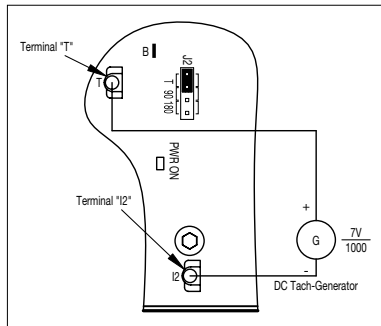 Terminal "T"
B
J2
T
T 90 180
PWR ON
Terminal "I2"
+
G
7V
1000
-
I2
DC Tach-Generator